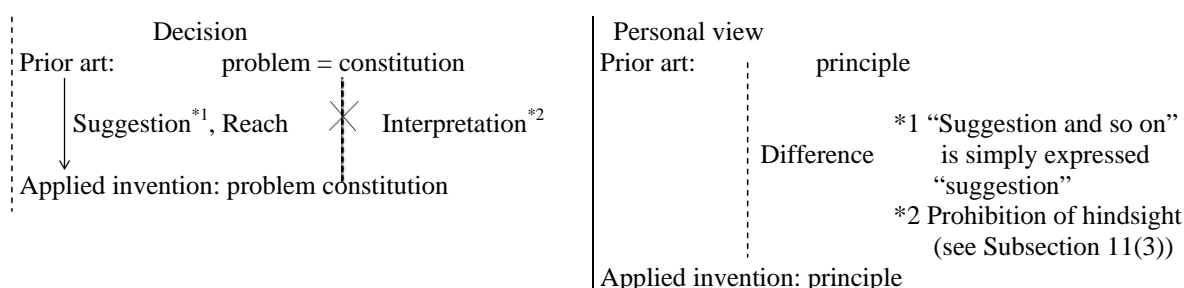 Decision
Prior art: problem = constitution
Suggestion*1, Reach Interpretation*2
Applied invention: problem constitution
Personal view
Prior art: principle
Difference
Applied invention: principle
*1 “Suggestion and so on”
is simply expressed
“suggestion”
*2 Prohibition of hindsight
(see Subsection 11(3))